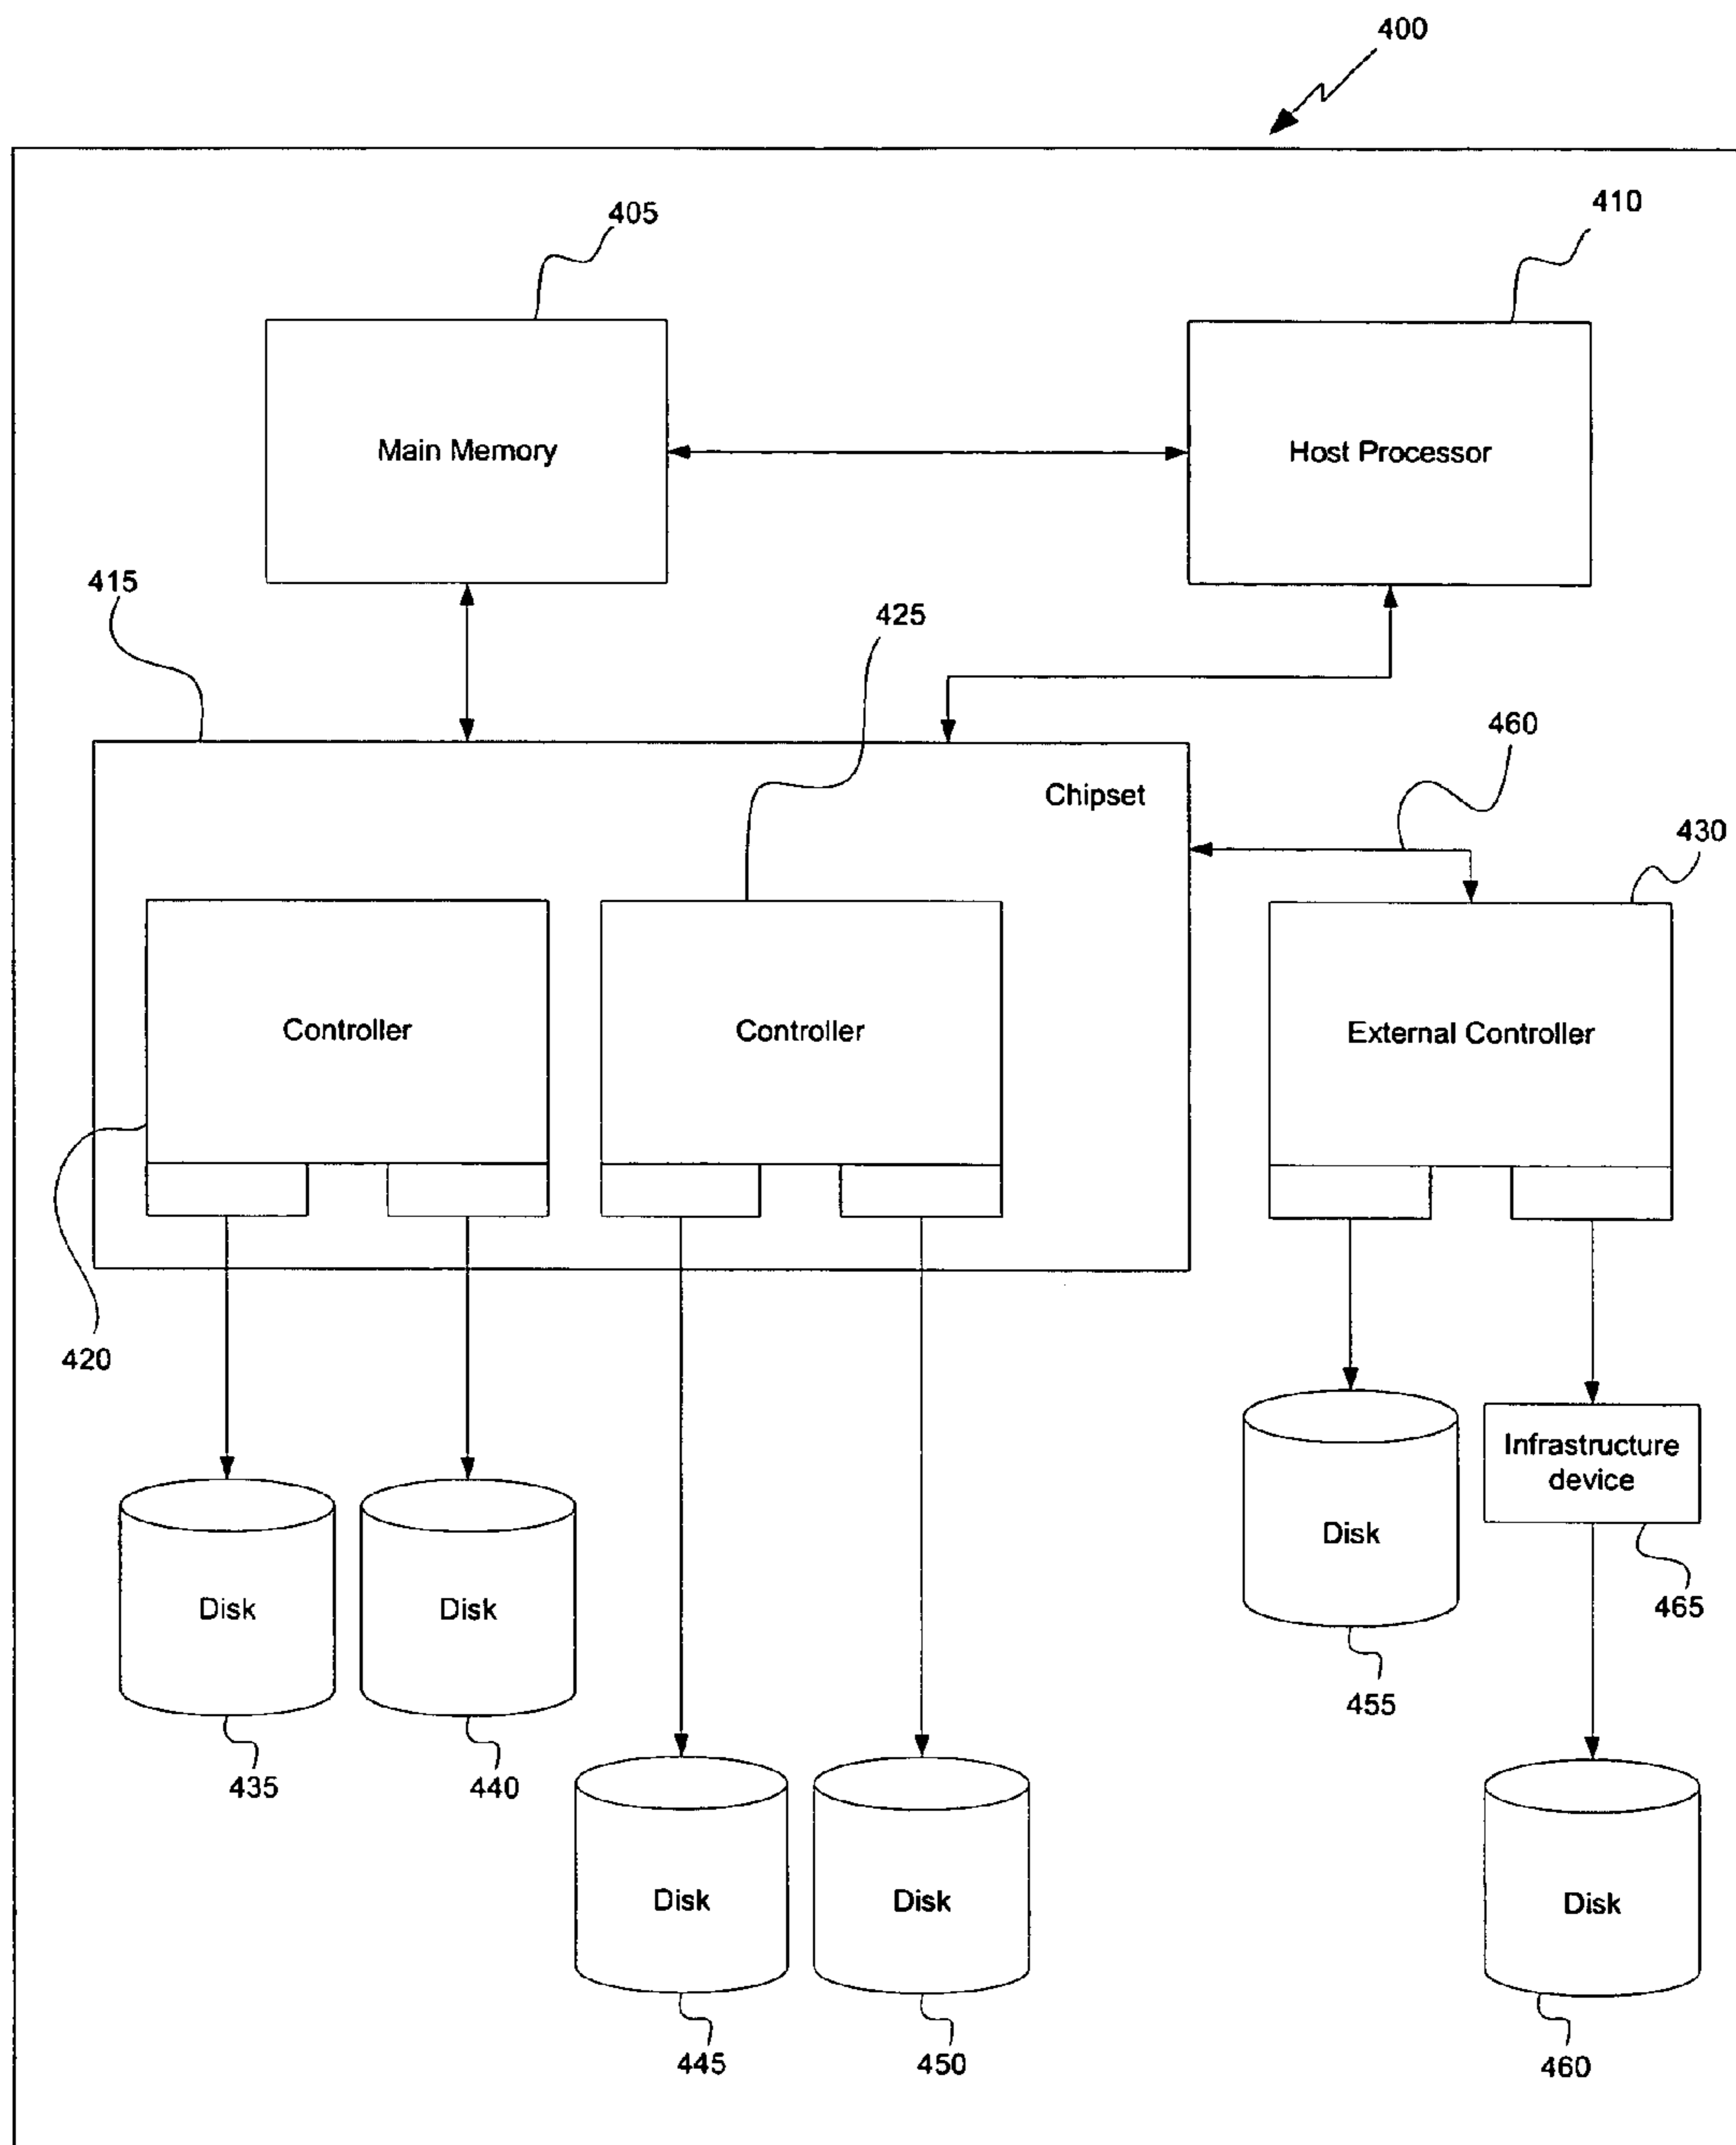 400
405
410
Main Memory
Host Processor
415
425
460
Chipset
430
Controller
Controller
External Controller
420
Infrastructure
device
Disk
465
Disk
Disk
455
435
440
Disk
Disk
Disk
445
450
460